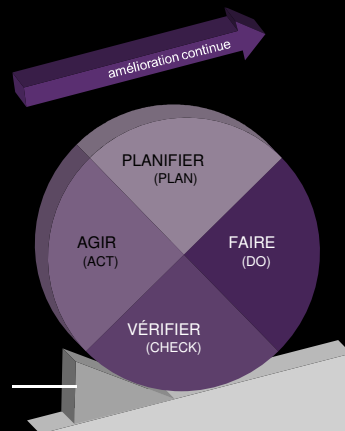 amélioration continue
PLANIFIER
(PLAN)
AGIR
(ACT)
FAIRE
(DO)
VÉRIFIER
(CHECK)